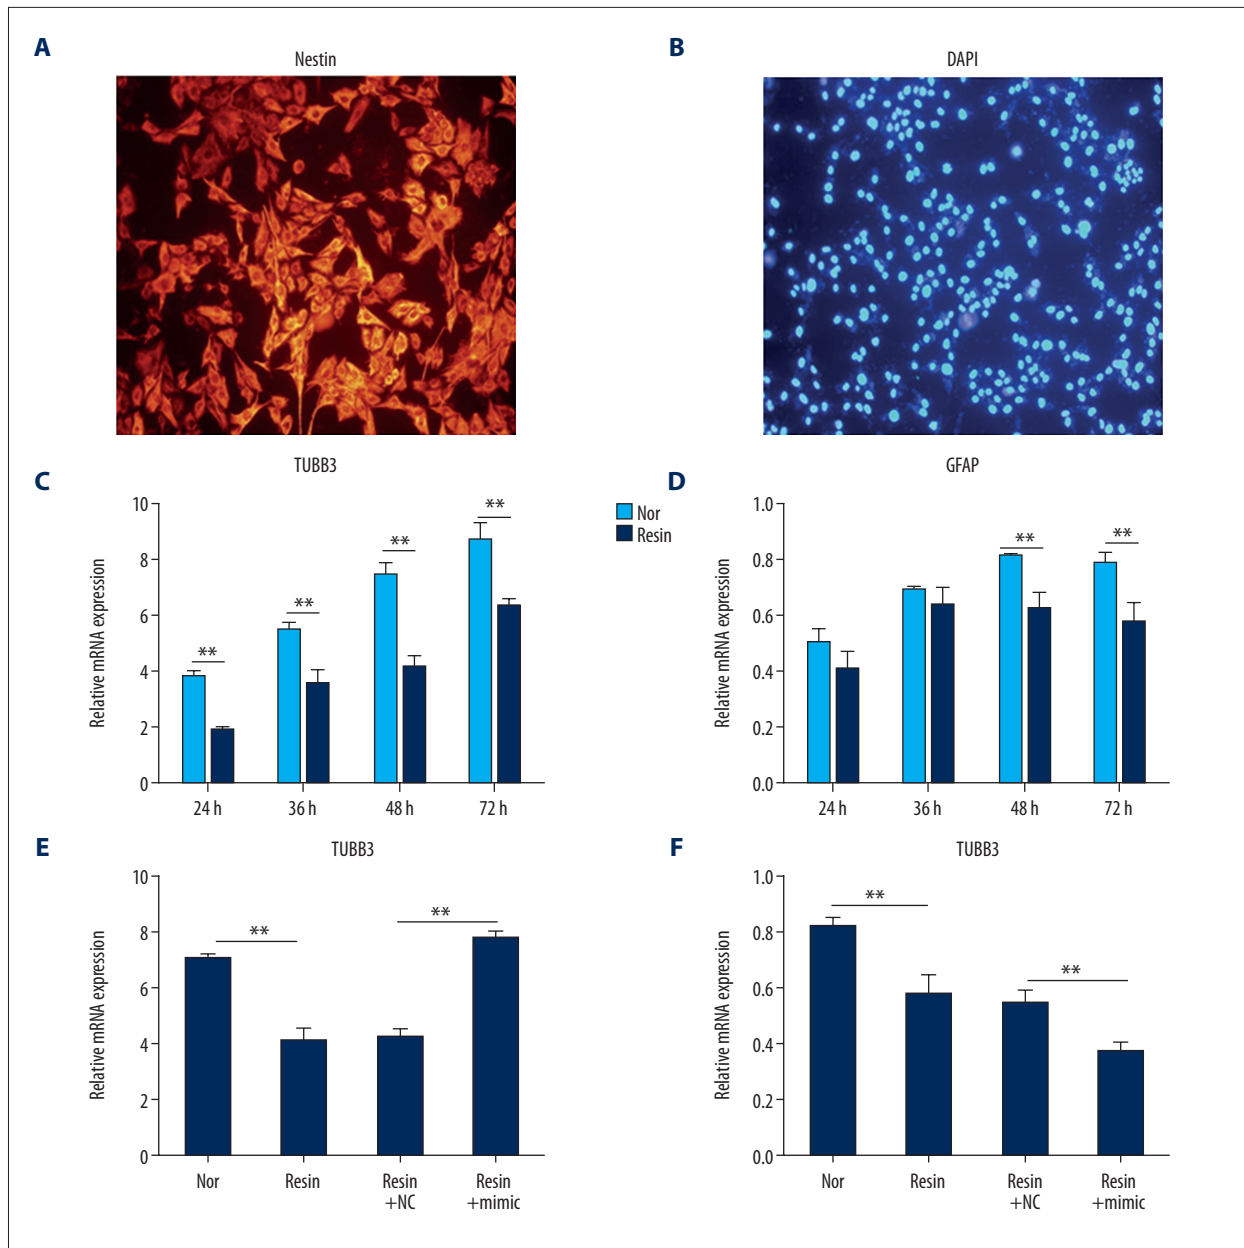 A
Nestin
B
DAPI
C
TUBB3
10
8
6
4
2
0
Relative mRNA expression
**
**
**
**
24 h
36 h
48 h
72 h
Nor
Resin
D
GFAP
1.0
0.8
0.6
0.4
0.2
0.0
Relative mRNA expression
**
**
24 h
36 h
48 h
72 h
E
TUBB3
10
8
6
4
2
0
Relative mRNA expression
**
**
Nor
Resin
Resin
+NC
Resin
+mimic
F
TUBB3
1.0
0.8
0.6
0.4
0.2
0.0
Relative mRNA expression
**
**
Nor
Resin
Resin
+NC
Resin
+mimic